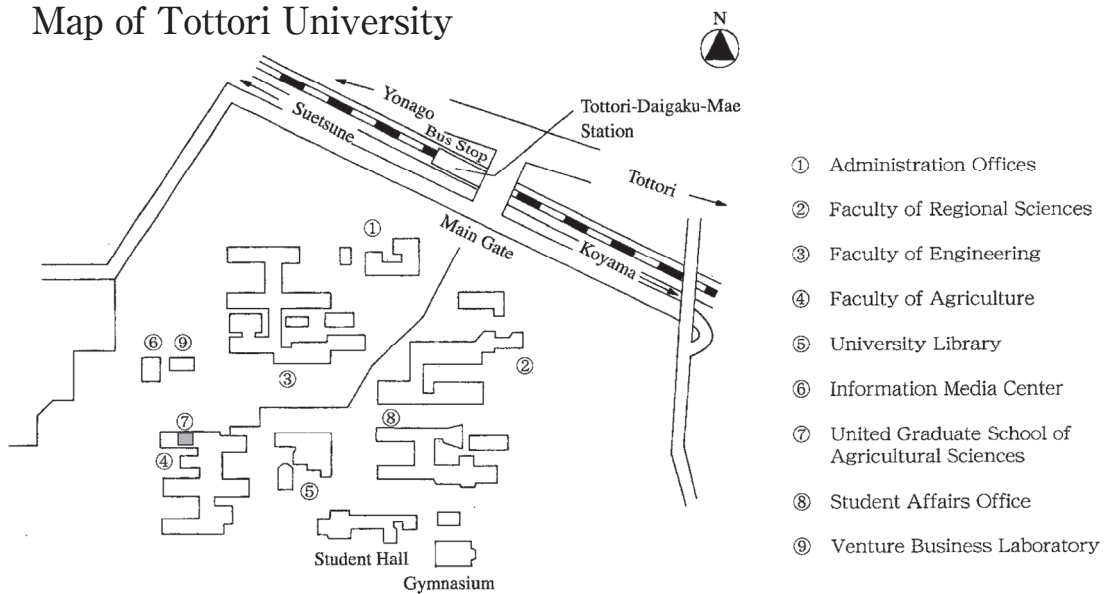 Map of Tottori University
N
Yonago
Suetsune
Bus Stop
Tottori-Daigaku-Mae
Station
Tottori
Main Gate
Koyama
①
②
③
④
⑤
⑥
⑨
⑦
⑧
Student Hall
Gymnasium
① Administration Offices
② Faculty of Regional Sciences
③ Faculty of Engineering
④ Faculty of Agriculture
⑤ University Library
⑥ Information Media Center
⑦ United Graduate School of
Agricultural Sciences
⑧ Student Affairs Office
⑨ Venture Business Laboratory